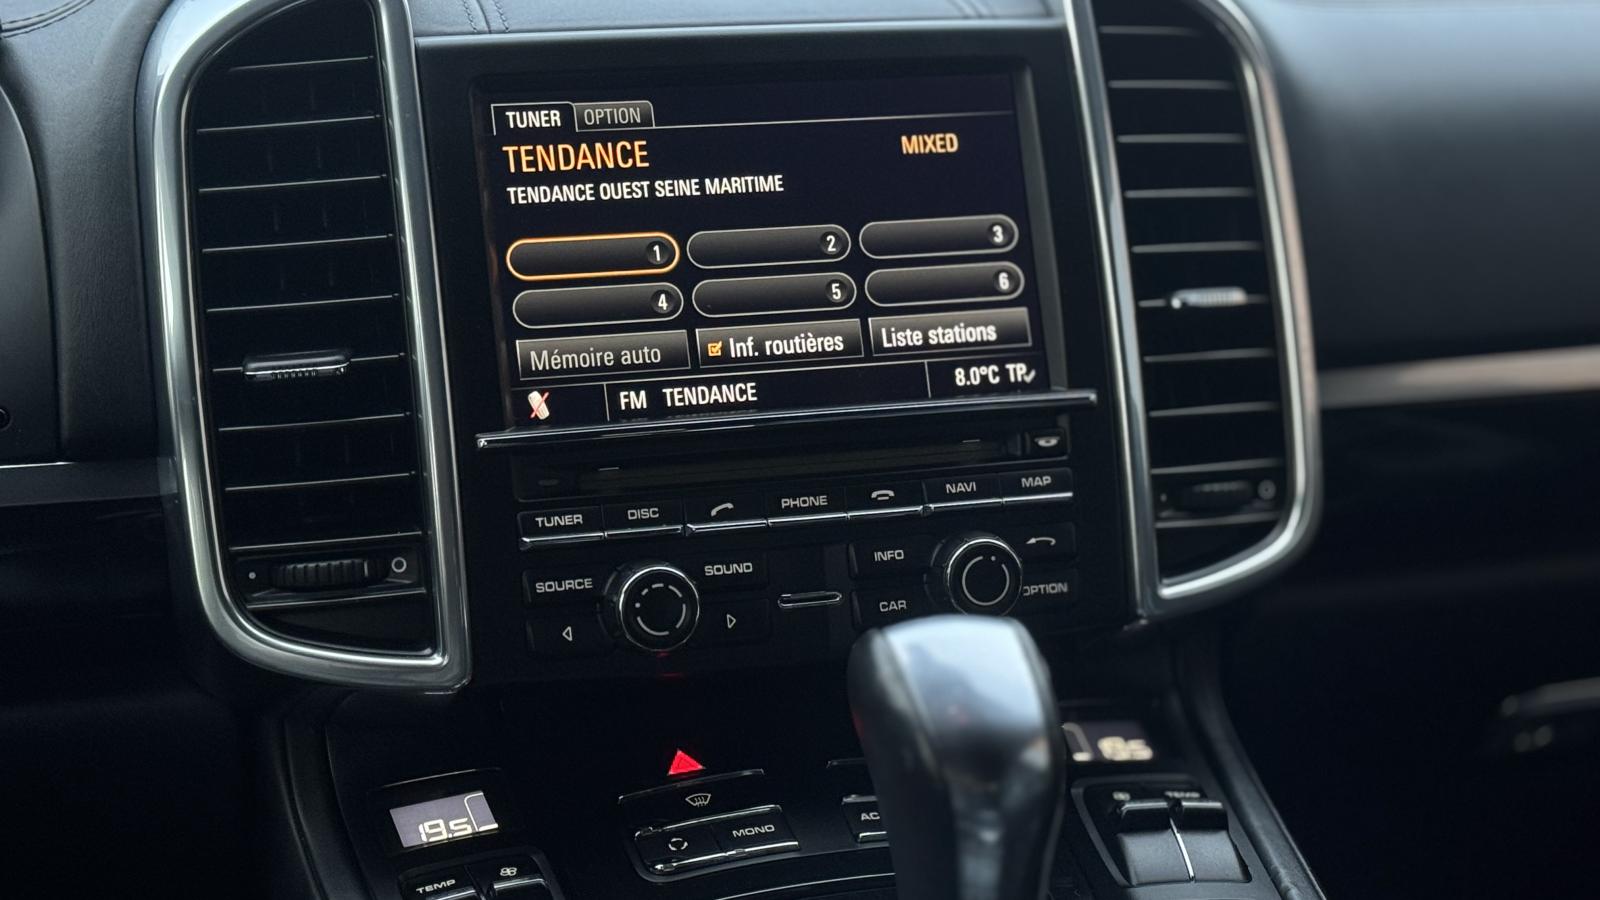 TUNER OPTION
TENDANCE MIXED
TENDANCE OUEST SEINE MARITIME
1 2 3
4 5 6
Mémoire auto Inf. routières Liste stations
FM TENDANCE 8.0°C TP
TUNER DISC PHONE NAVI MAP
SOURCE SOUND INFO
CAR OPTION
19.5
MONO AC
TEMP TEMP